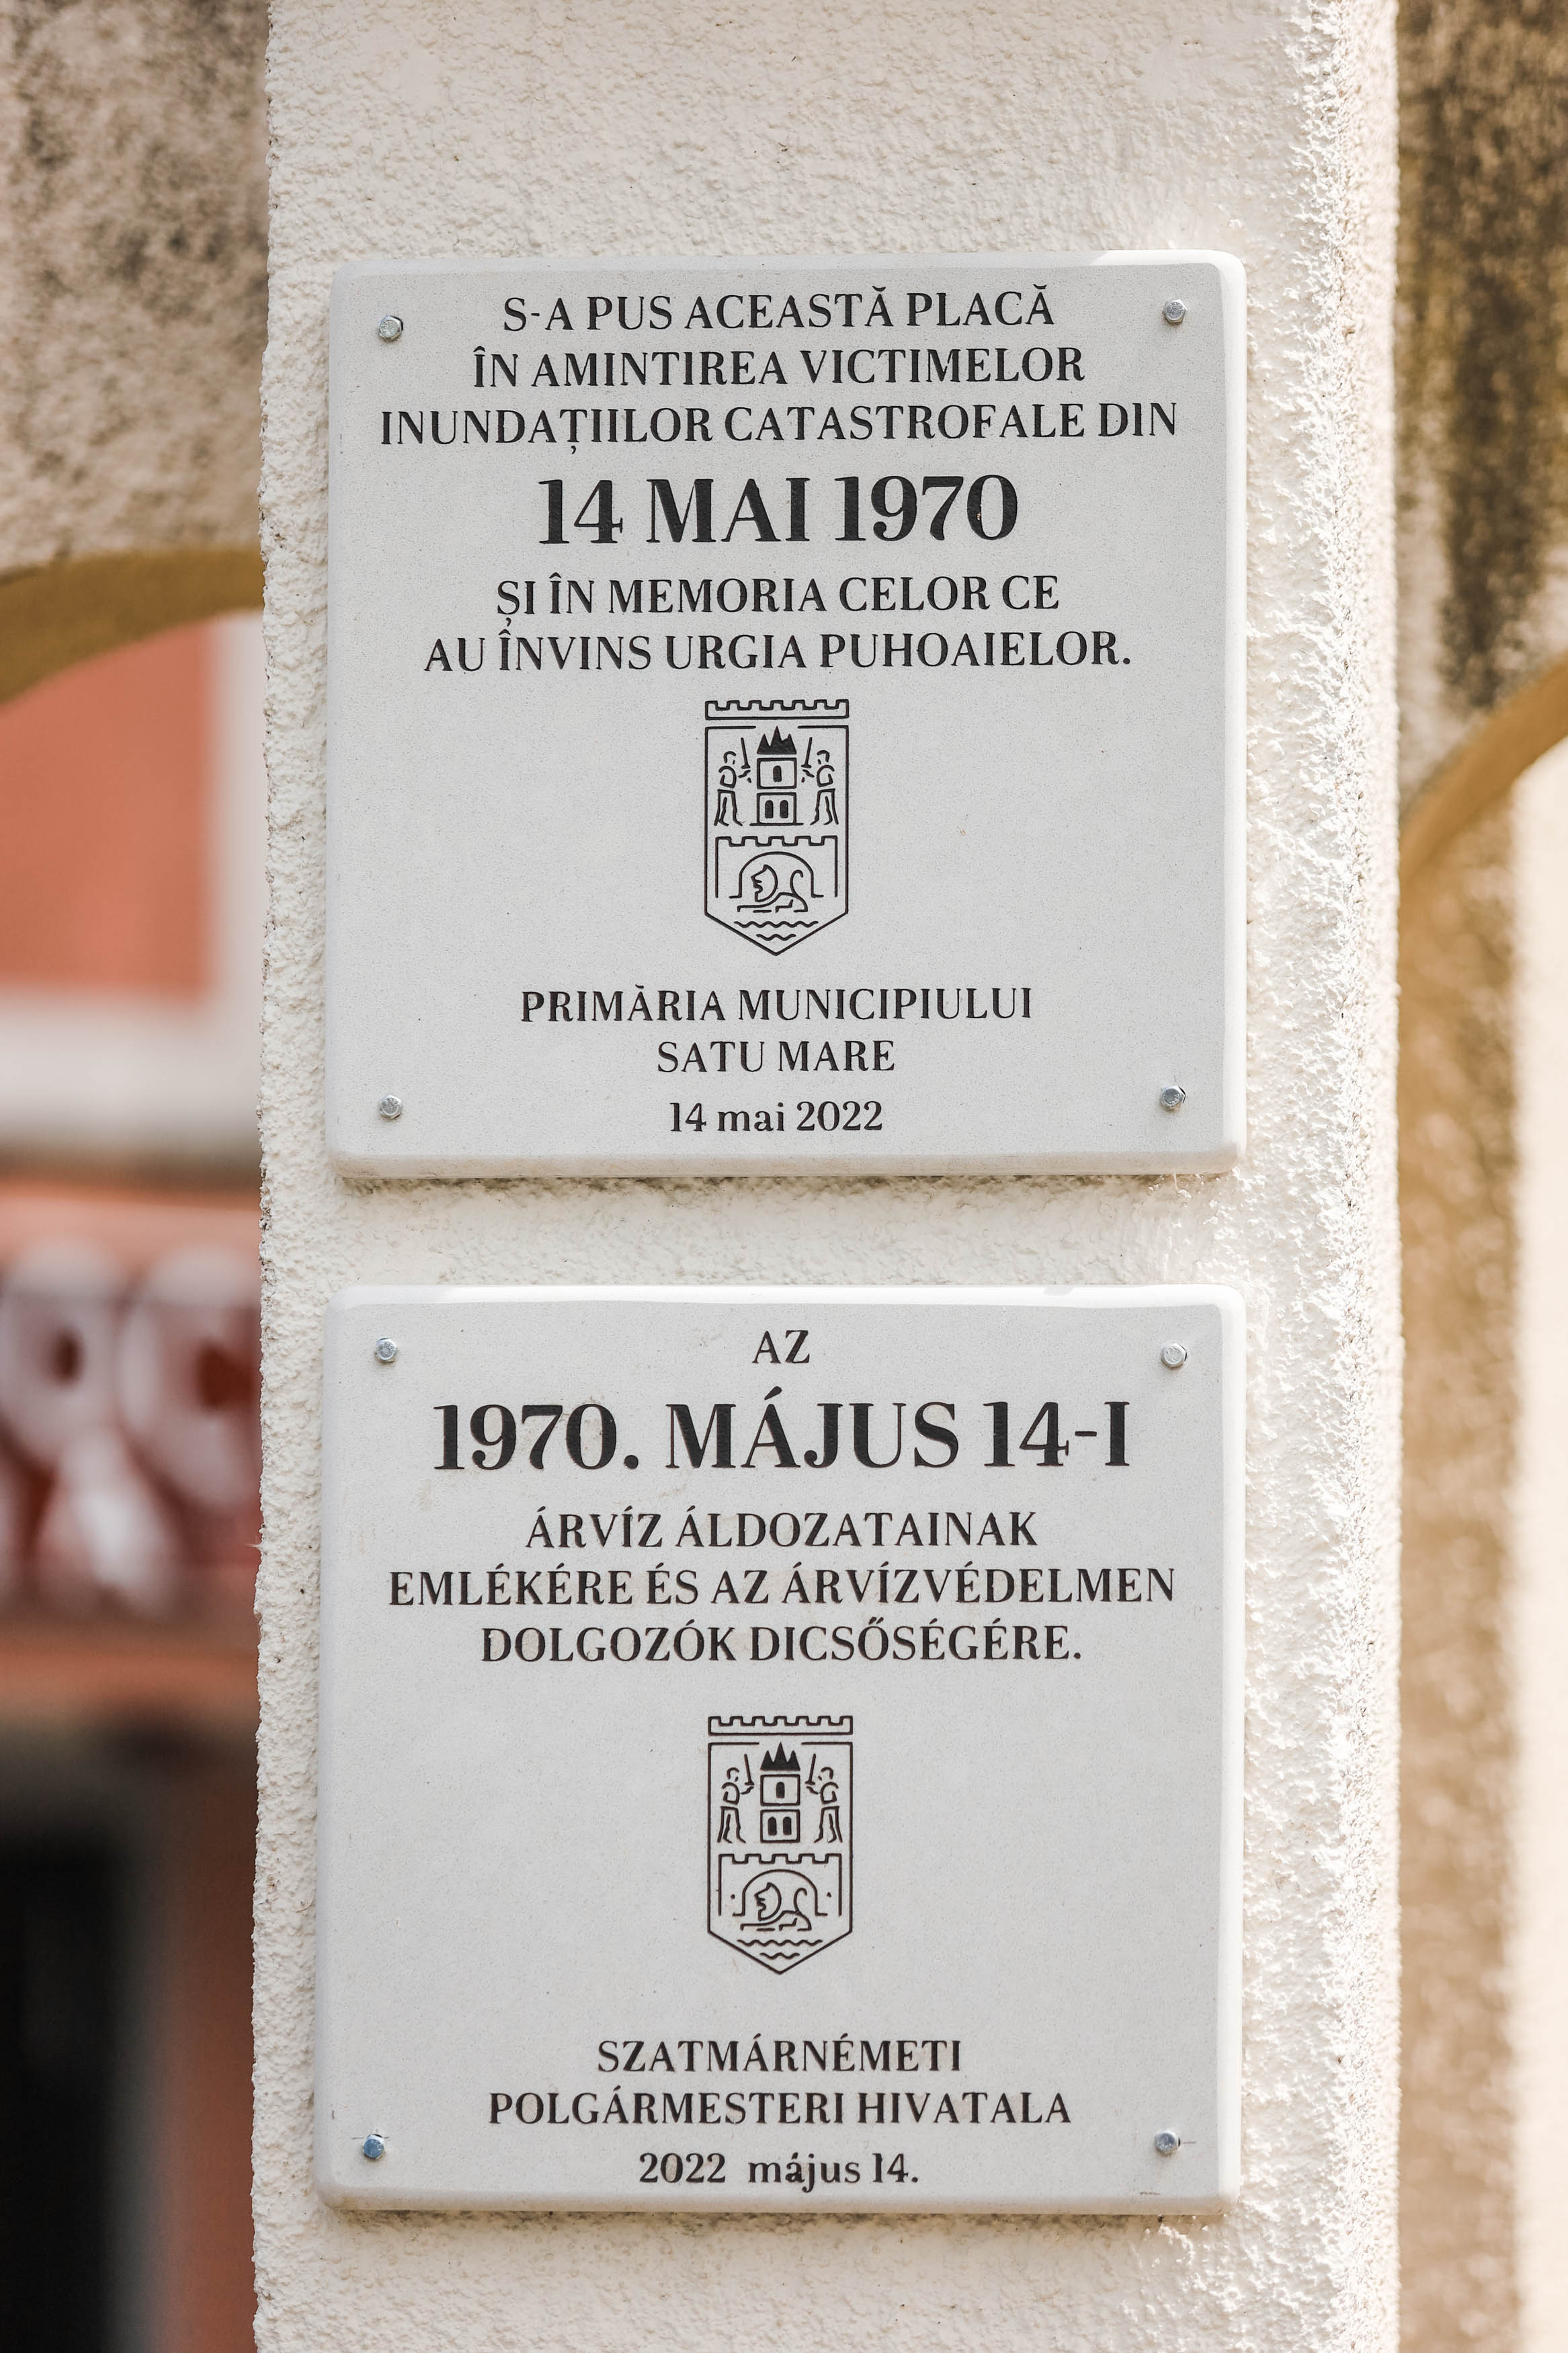 S-A PUS ACEASTĂ PLACĂ
ÎN AMINTIREA VICTIMELOR
INUNDAȚIILOR CATASTROFALE DIN
14 MAI 1970
ȘI ÎN MEMORIA CELOR CE
AU ÎNVINS URGIA PUHOAIELOR.
PRIMĂRIA MUNICIPIULUI
SATU MARE
14 mai 2022
AZ
1970. MÁJUS 14-I
ÁRVÍZ ÁLDOZATAINAK
EMLÉKÉRE ÉS AZ ÁRVÍZVÉDELMEN
DOLGOZÓK DICSŐSÉGÉRE.
SZATMÁRNÉMETI
POLGÁRMESTERI HIVATALA
2022 május 14.